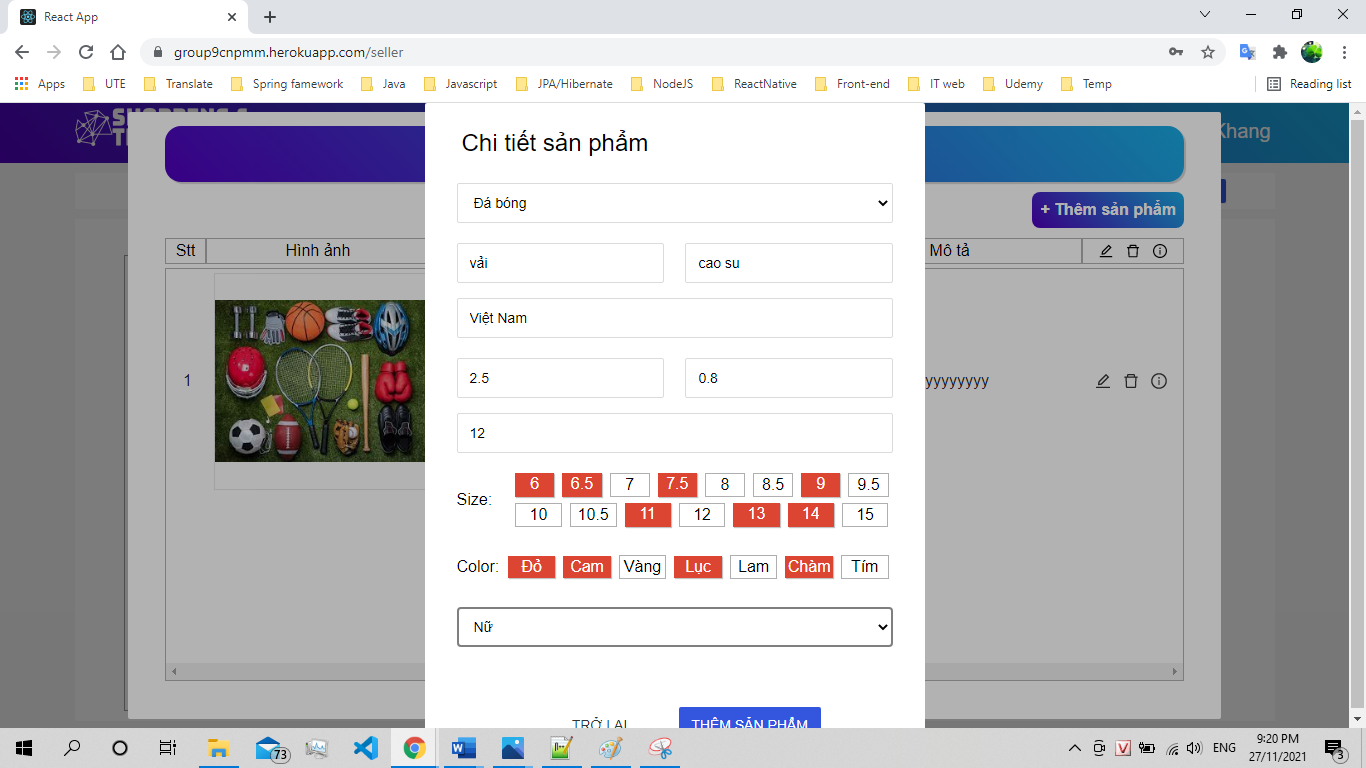 React App
group9cnpmm.herokuapp.com/seller
Apps UTE Translate Spring famework Java Javascript JPA/Hibernate NodeJS ReactNative Front-end IT web Udemy Temp Reading list
Khang
Chi tiết sản phẩm
Đá bóng
+ Thêm sản phẩm
Stt Hình ảnh Mô tả
vải cao su
Việt Nam
1 2.5 0.8 yyyyyyyy
12
Size: 6 6.5 7 7.5 8 8.5 9 9.5
10 10.5 11 12 13 14 15
Color: Đỏ Cam Vàng Lục Lam Chàm Tím
Nữ
TRỞ LẠI THÊM SẢN PHẨM
73 ENG 9:20 PM
27/11/2021 3